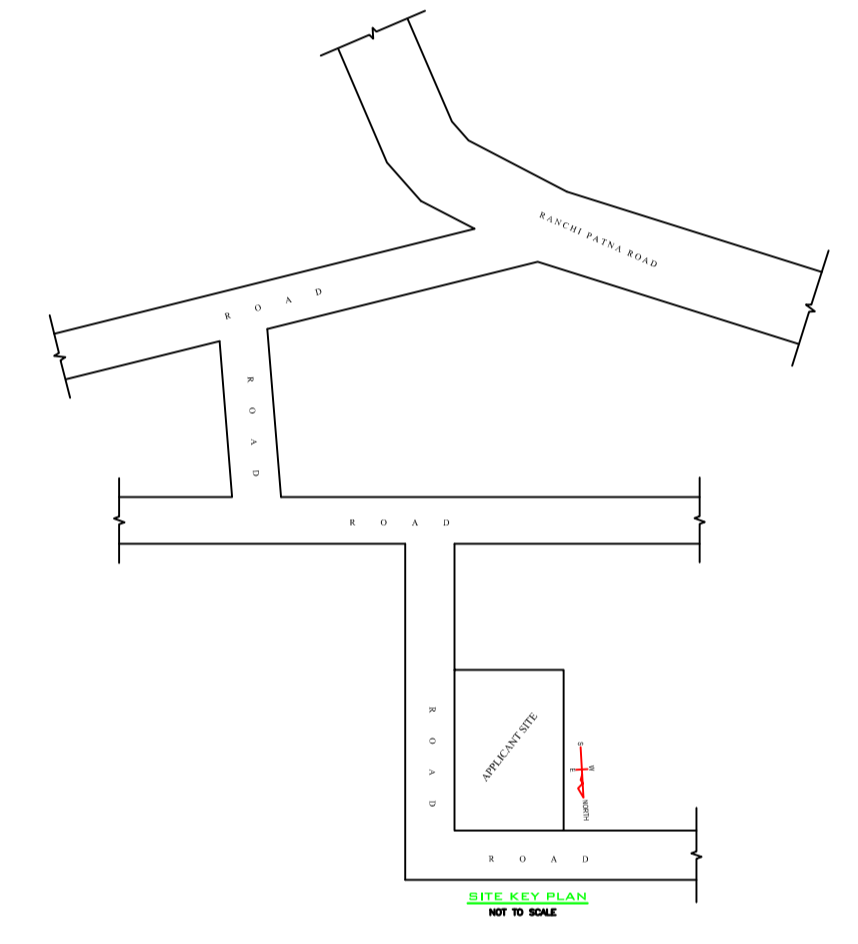 RANCHI PATNA ROAD
R O A D
R O A D
R O A D
R O A D
APPLICANT SITE
S
W
E
NORTH
R O A D
SITE KEY PLAN
NOT TO SCALE